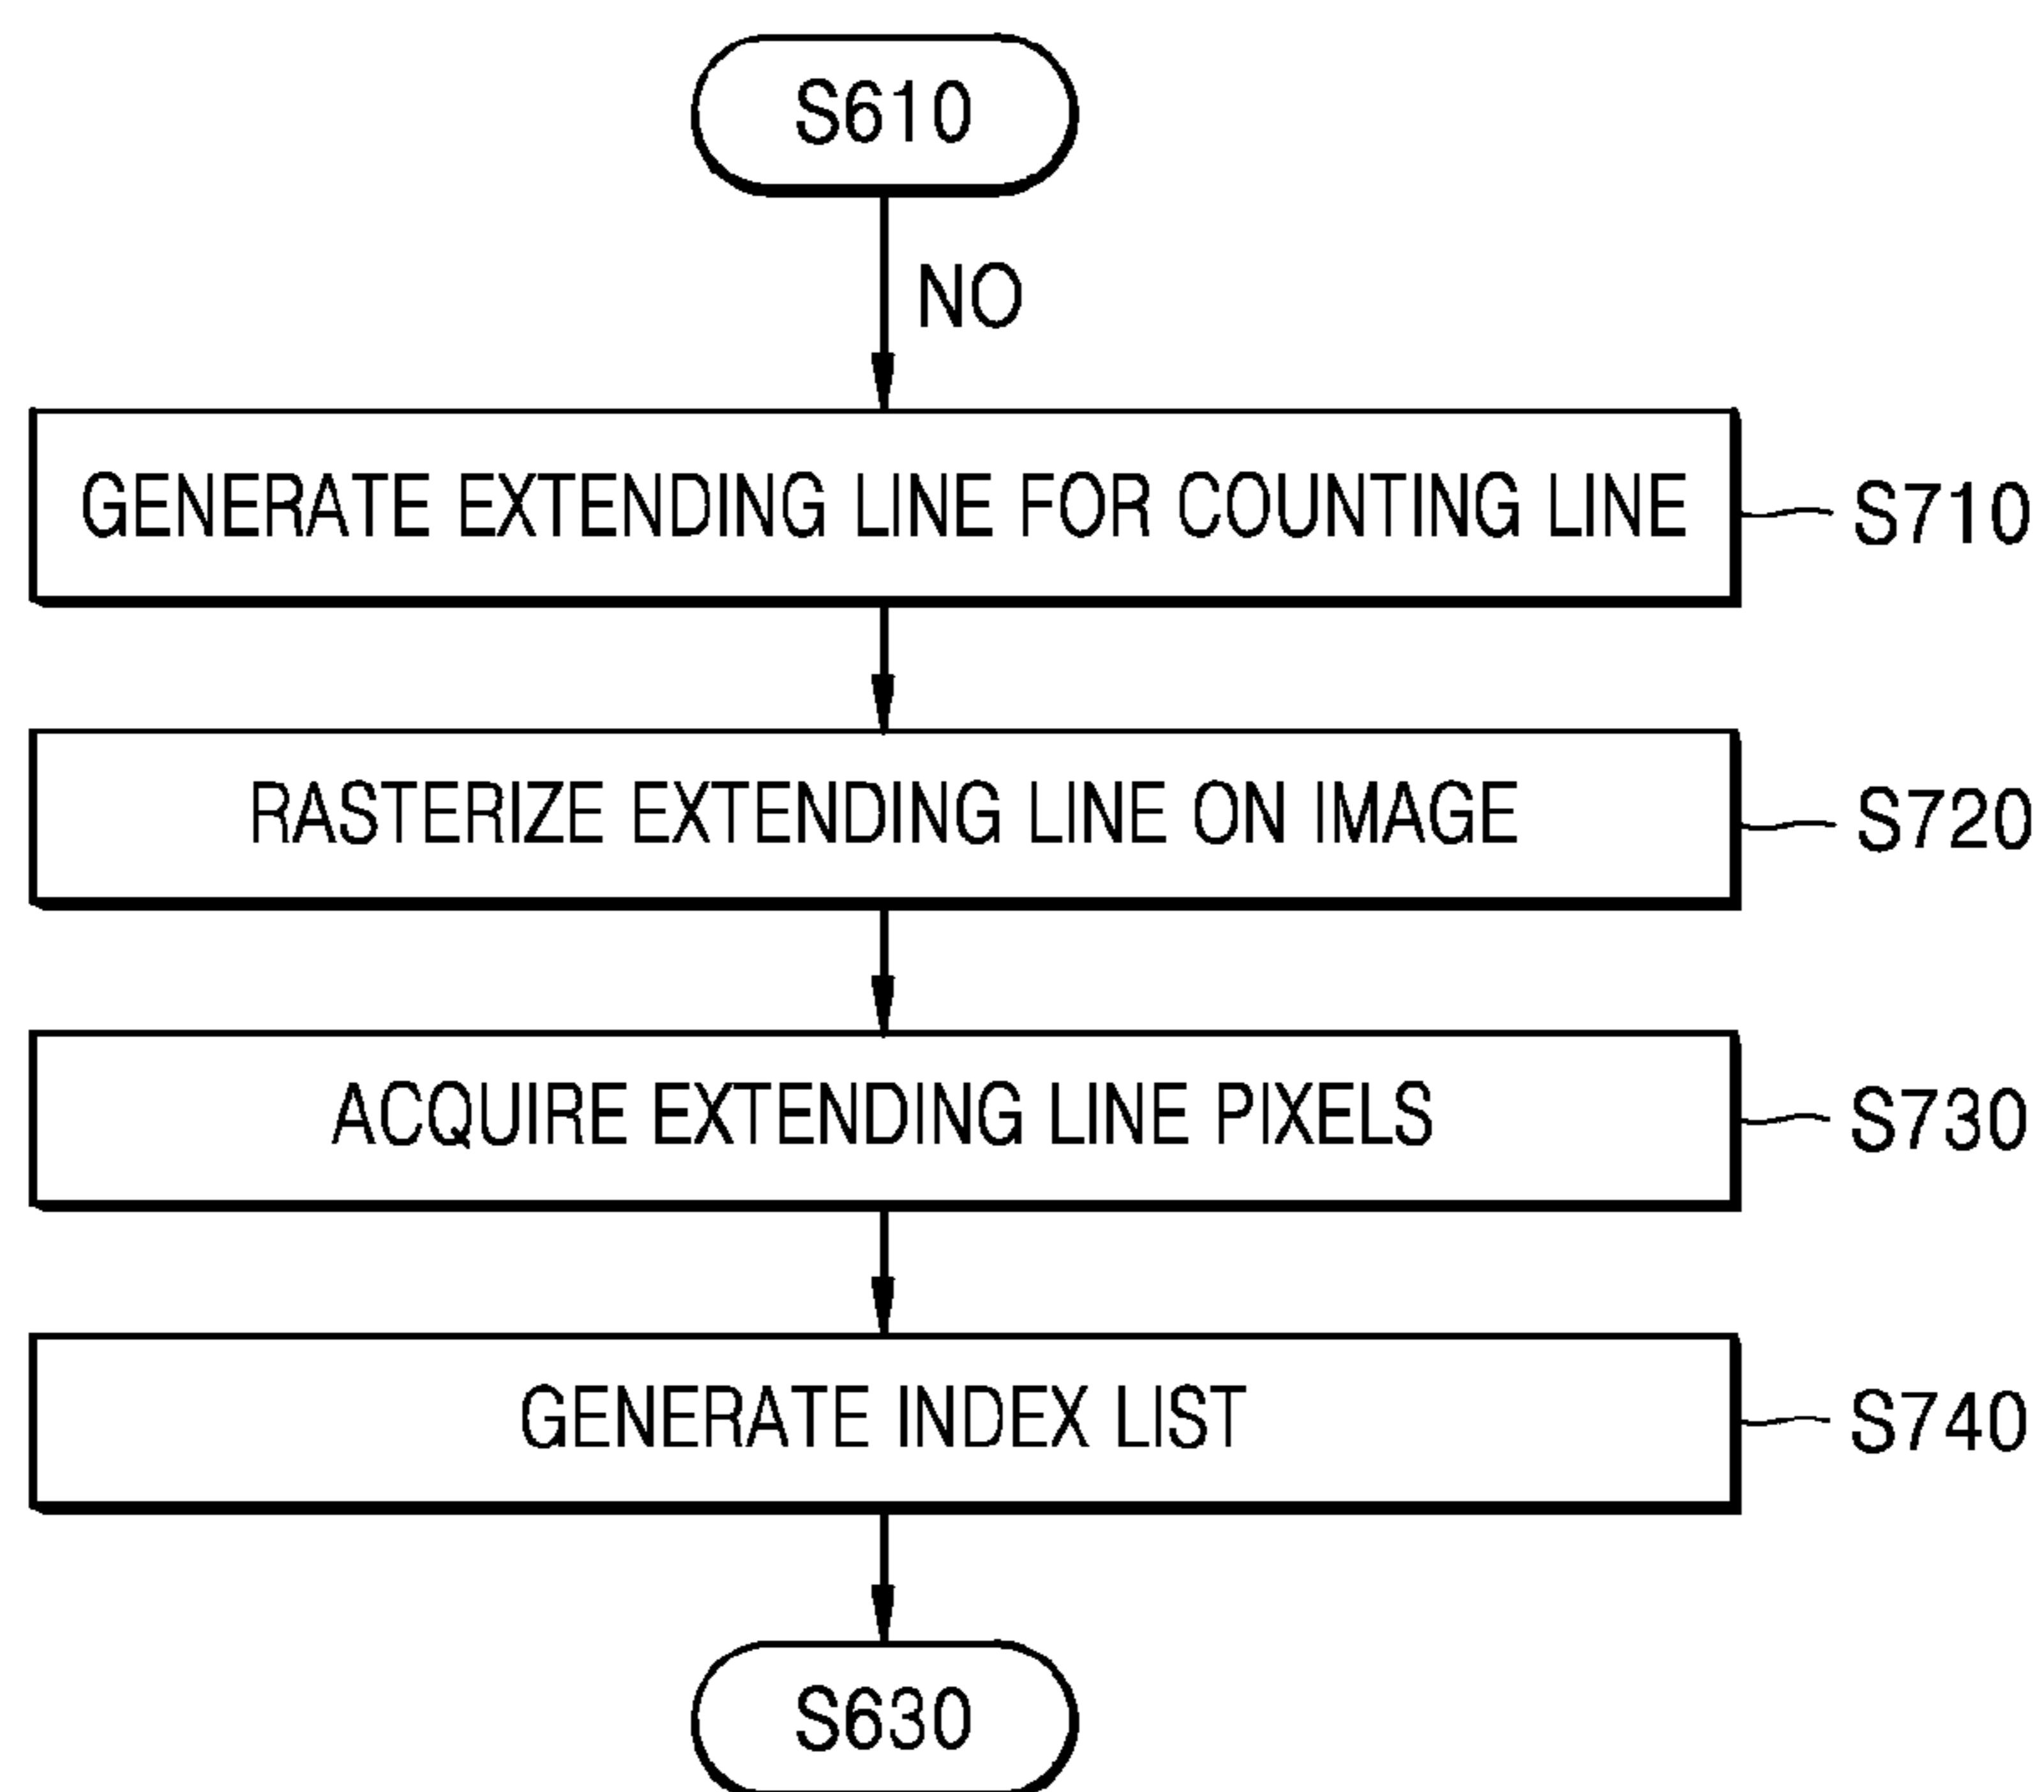 S610
NO
GENERATE EXTENDING LINE FOR COUNTING LINE
S710
RASTERIZE EXTENDING LINE ON IMAGE
S720
ACQUIRE EXTENDING LINE PIXELS
S730
GENERATE INDEX LIST
S740
S630